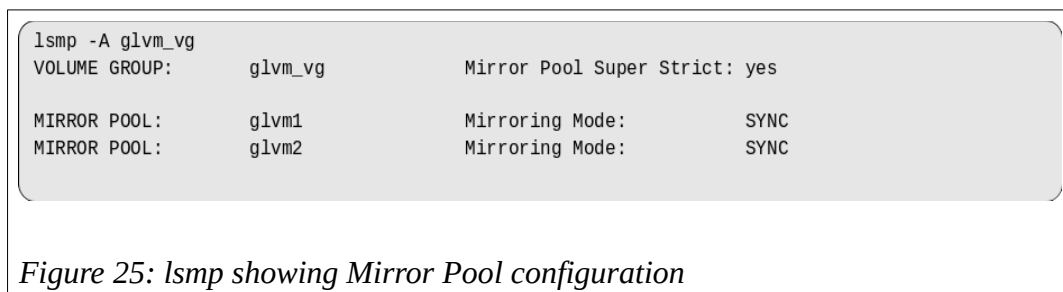 lsmp -A glvm_vg
VOLUME GROUP: glvm_vg Mirror Pool Super Strict: yes
MIRROR POOL: glvm1 Mirroring Mode: SYNC
MIRROR POOL: glvm2 Mirroring Mode: SYNC
Figure 25: lsmp showing Mirror Pool configuration